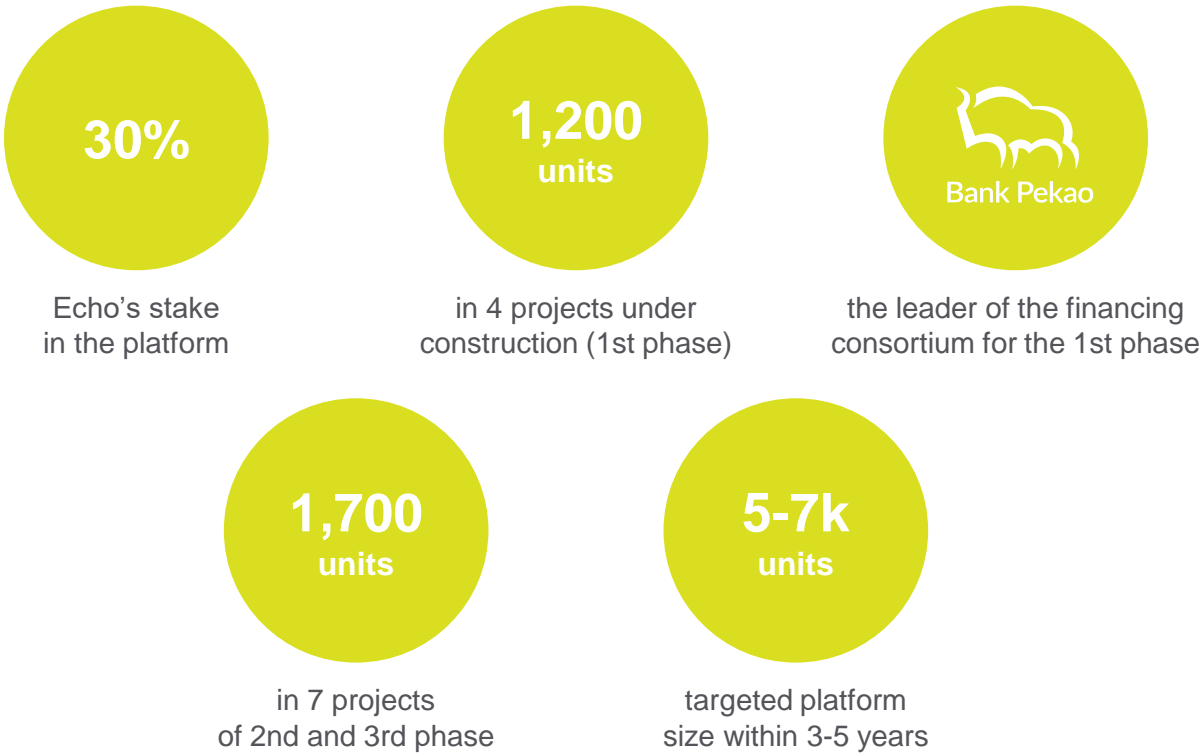 30%
Echo’s stake
in the platform
1,200
units
in 4 projects under
construction (1st phase)
Bank Pekao
the leader of the financing
consortium for the 1st phase
1,700
units
in 7 projects
of 2nd and 3rd phase
5-7k
units
targeted platform
size within 3-5 years